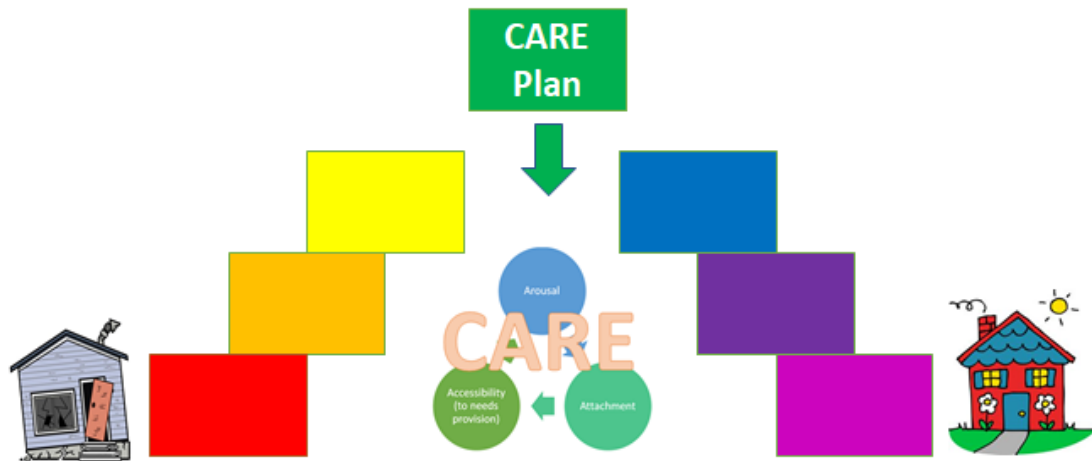 CARE
Plan
Arousal
CARE
Accessibility
(to needs
provision)
Attachment